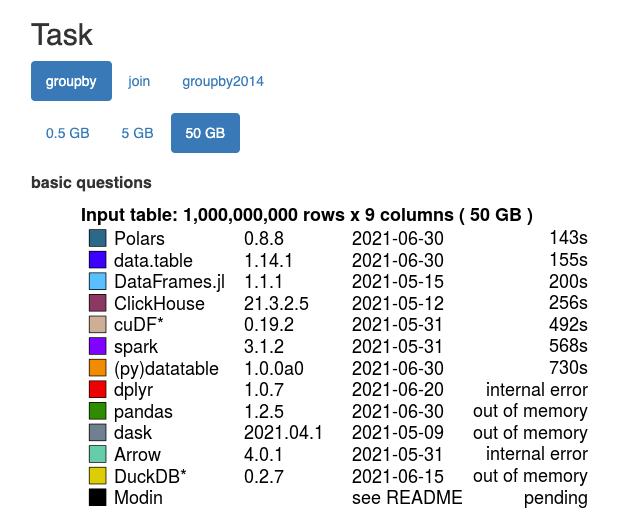 Task
groupby join groupby2014
0.5 GB 5 GB 50 GB
basic questions
Input table: 1,000,000,000 rows x 9 columns ( 50 GB )
Polars 0.8.8 2021-06-30 143s
data.table 1.14.1 2021-06-30 155s
DataFrames.jl 1.1.1 2021-05-15 200s
ClickHouse 21.3.2.5 2021-05-12 256s
cuDF* 0.19.2 2021-05-31 492s
spark 3.1.2 2021-05-31 568s
(py)datatable 1.0.0a0 2021-06-30 730s
dplyr 1.0.7 2021-06-20 internal error
pandas 1.2.5 2021-06-30 out of memory
dask 2021.04.1 2021-05-09 out of memory
Arrow 4.0.1 2021-05-31 internal error
DuckDB* 0.2.7 2021-06-15 out of memory
Modin see README pending